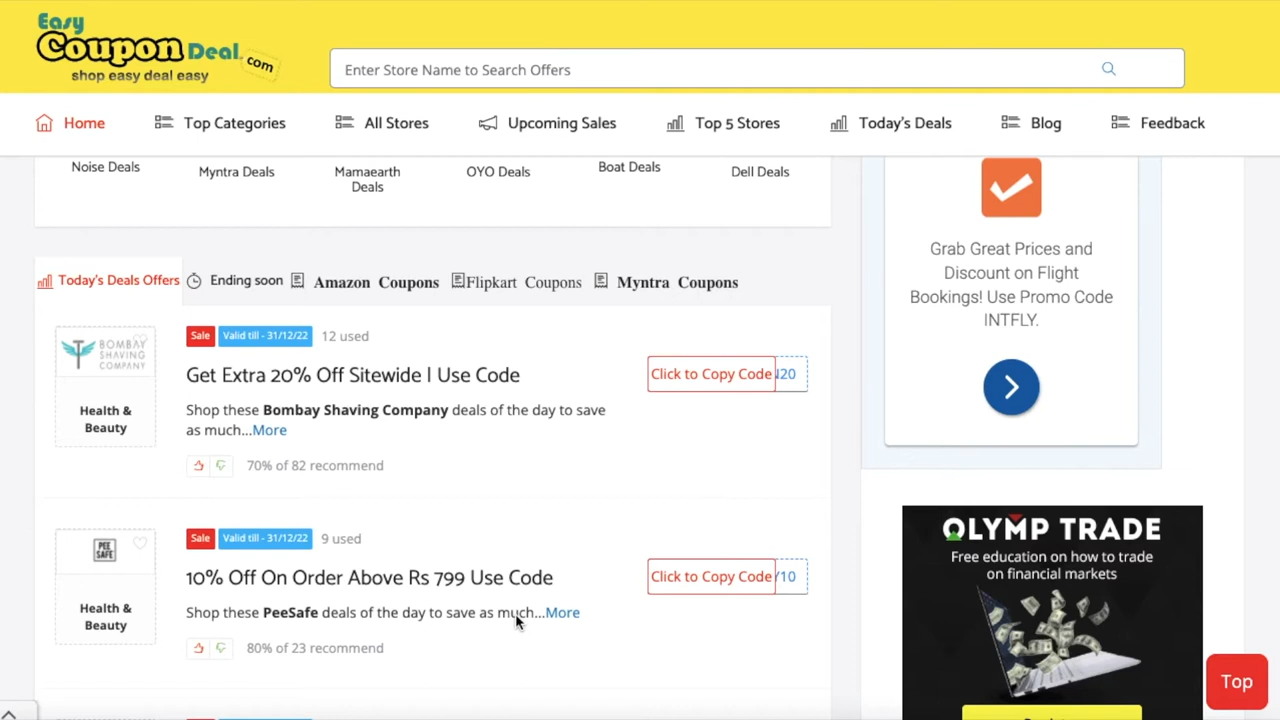 Easy
Coupon Deal .com
shop easy deal easy
Enter Store Name to Search Offers
Home Top Categories All Stores Upcoming Sales Top 5 Stores Today's Deals Blog Feedback
Noise Deals
Myntra Deals
Mamaearth
Deals
OYO Deals
Boat Deals
Dell Deals
Grab Great Prices and
Discount on Flight
Bookings! Use Promo Code
INTFLY.
Today's Deals Offers Ending soon Amazon Coupons Flipkart Coupons Myntra Coupons
BOMBAY
SHAVING
COMPANY
Health &
Beauty
Sale Valid till - 31/12/22 12 used
Get Extra 20% Off Sitewide | Use Code
Shop these Bombay Shaving Company deals of the day to save
as much...More
70% of 82 recommend
Click to Copy Code 20
PEE
SAFE
Health &
Beauty
Sale Valid till - 31/12/22 9 used
10% Off On Order Above Rs 799 Use Code
Shop these PeeSafe deals of the day to save as much...More
80% of 23 recommend
Click to Copy Code 10
OLYMP TRADE
Free education on how to trade
on financial markets
Top